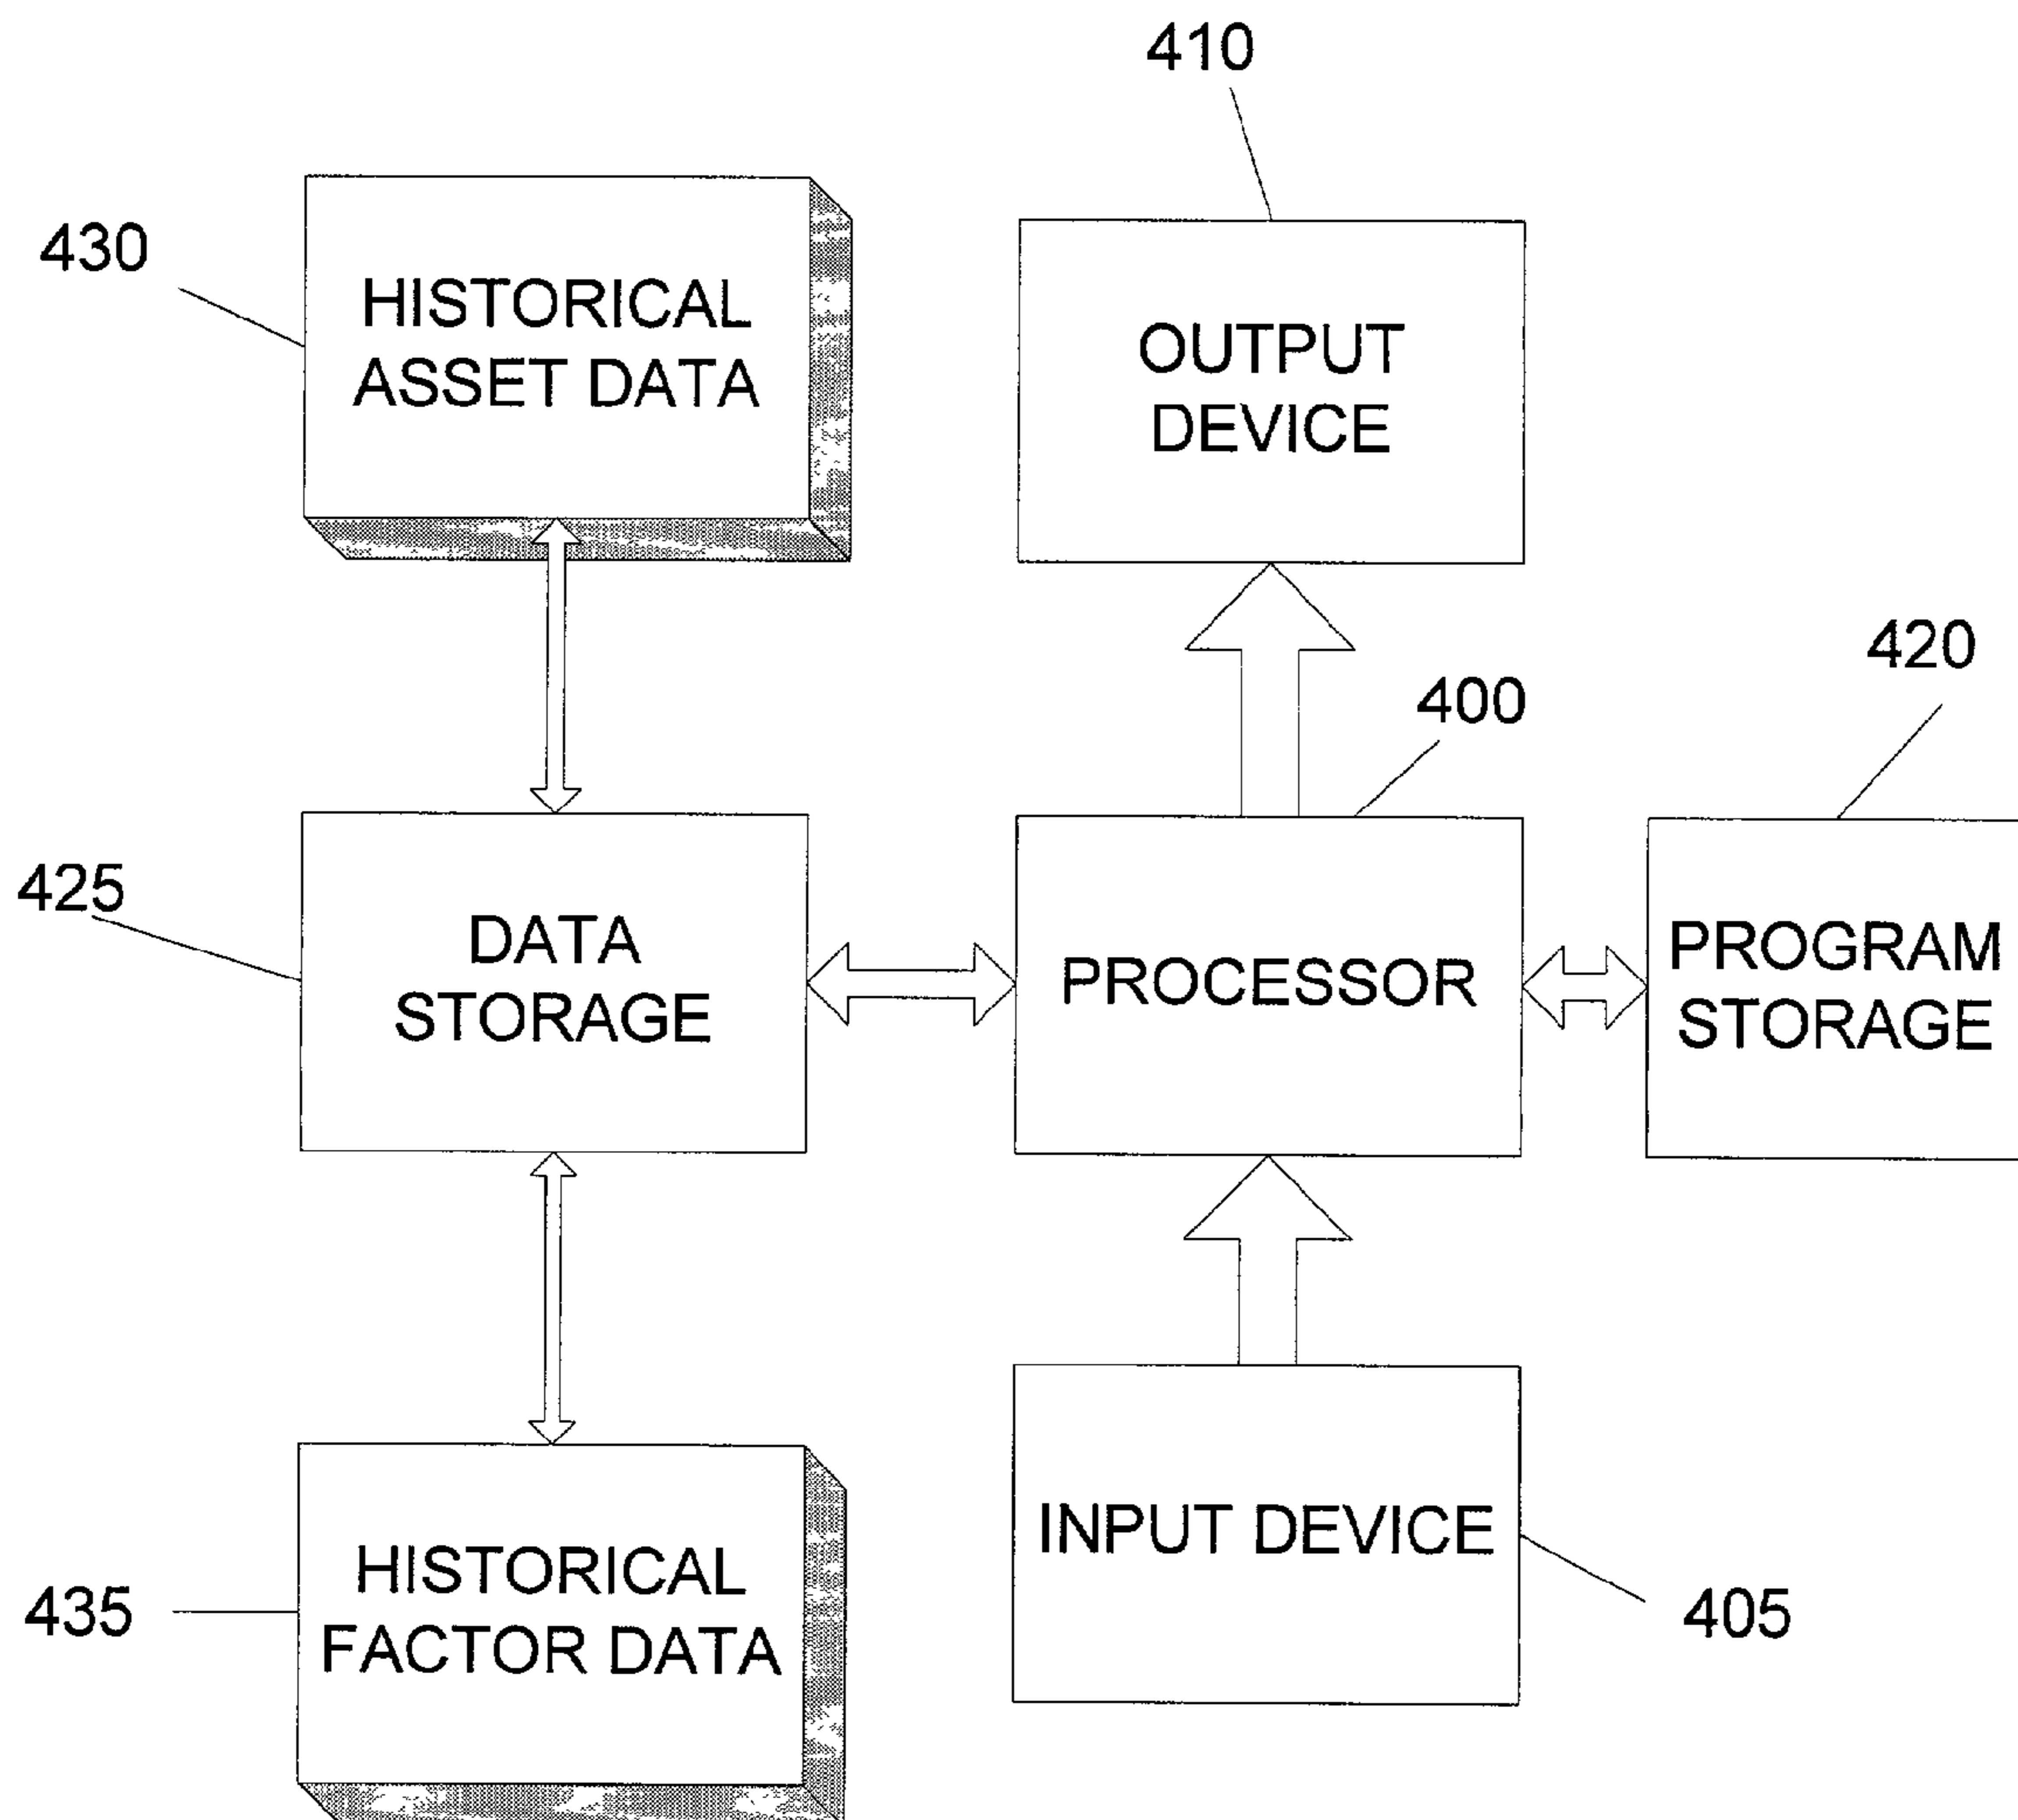 410
430
HISTORICAL
ASSET DATA
OUTPUT
DEVICE
420
400
425
DATA
STORAGE
PROCESSOR
PROGRAM
STORAGE
INPUT DEVICE
435
HISTORICAL
FACTOR DATA
405